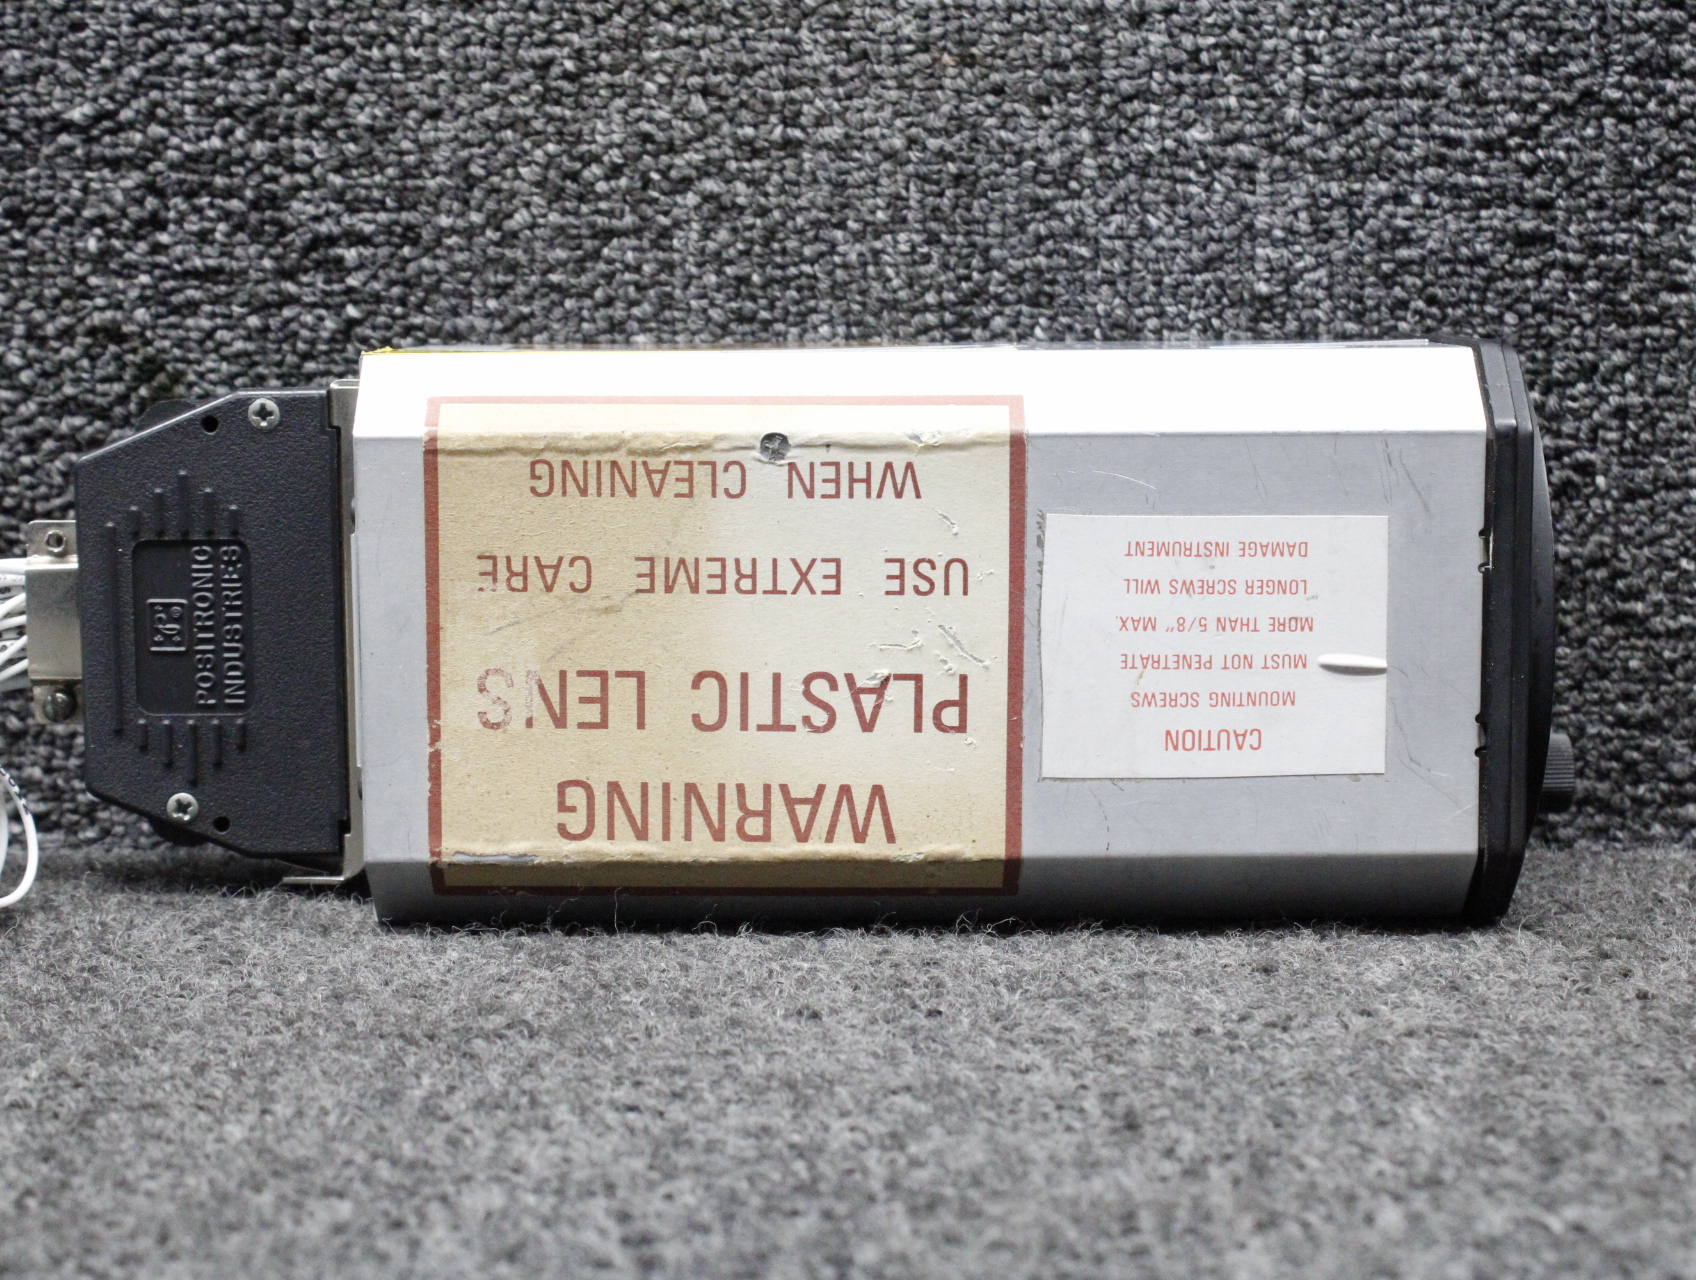 WARNING
PLASTIC LENS
USE EXTREME CARE
WHEN CLEANING
CAUTION
MOUNTING SCREWS
MUST NOT PENETRATE
MORE THAN 5/8" MAX.
LONGER SCREWS WILL
DAMAGE INSTRUMENT
POSITRONIC
INDUSTRIES